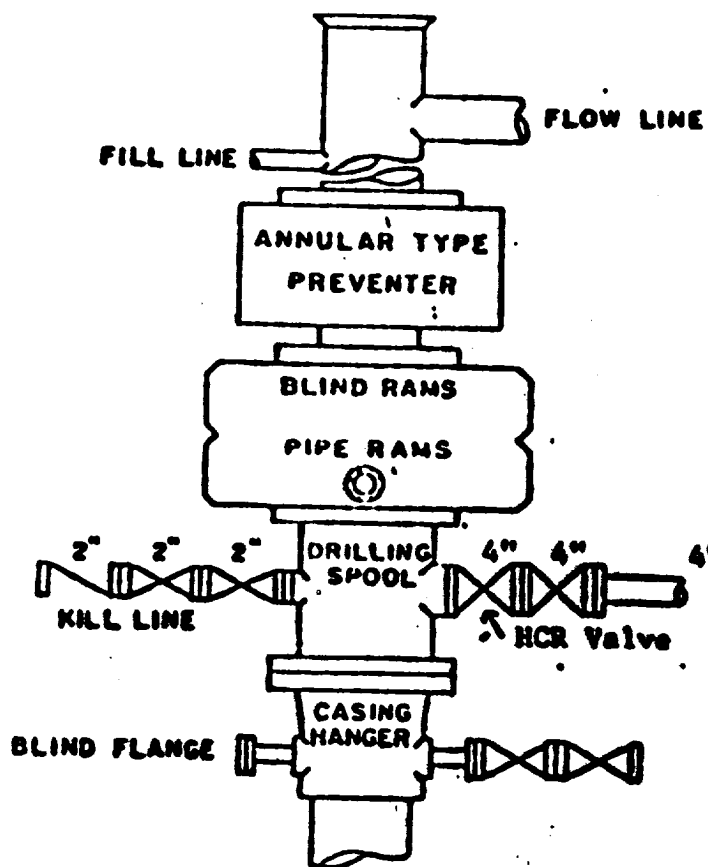 FLOW LINE
FILL LINE
ANNULAR TYPE
PREVENTER
BLIND RAMS
PIPE RAMS
2" 2" 2"
DRILLING
SPOOL
4" 4" 4"
KILL LINE
HCR Valve
CASING
HANGER
BLIND FLANGE